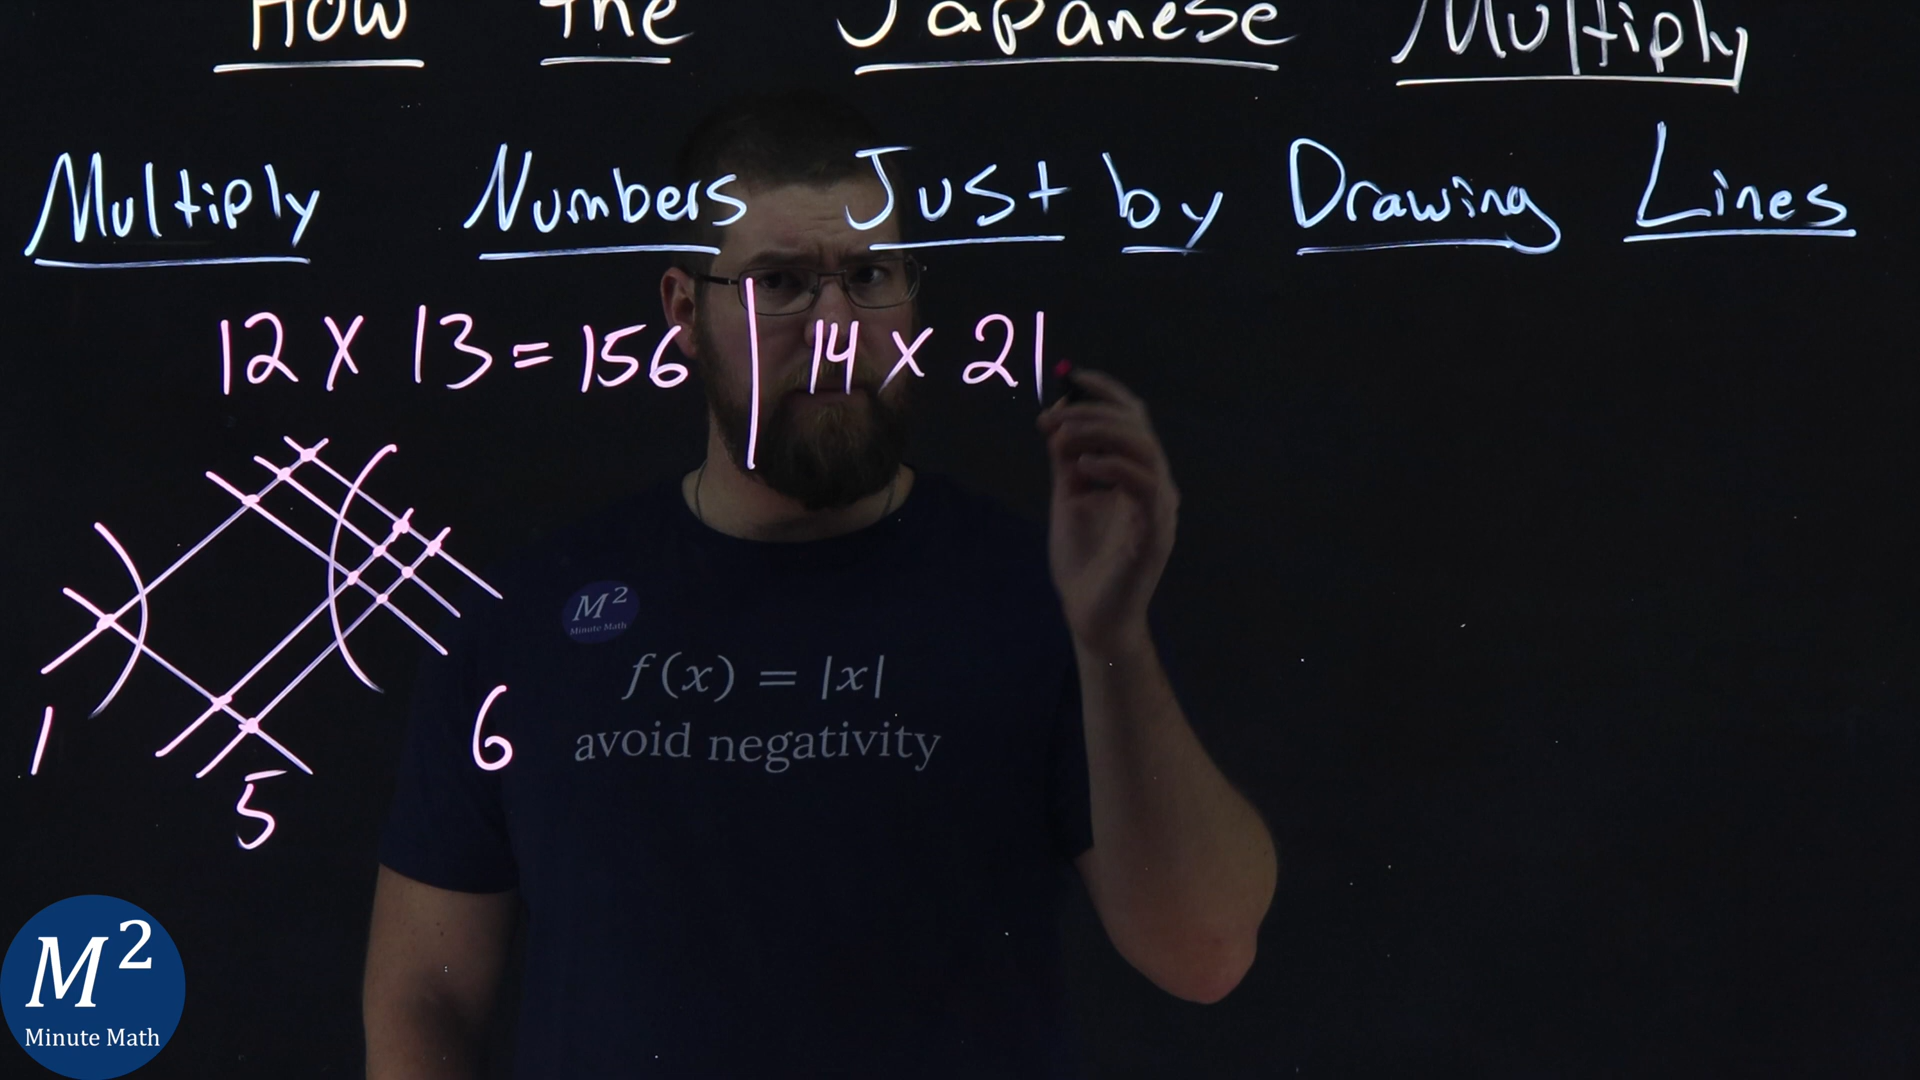 How the Japanese Multiply
Multiply Numbers Just by Drawing Lines
12 x 13 = 156 | 14 x 21
1
5
6
M²
Minute Math
f(x) = |x|
avoid negativity
M²
Minute Math